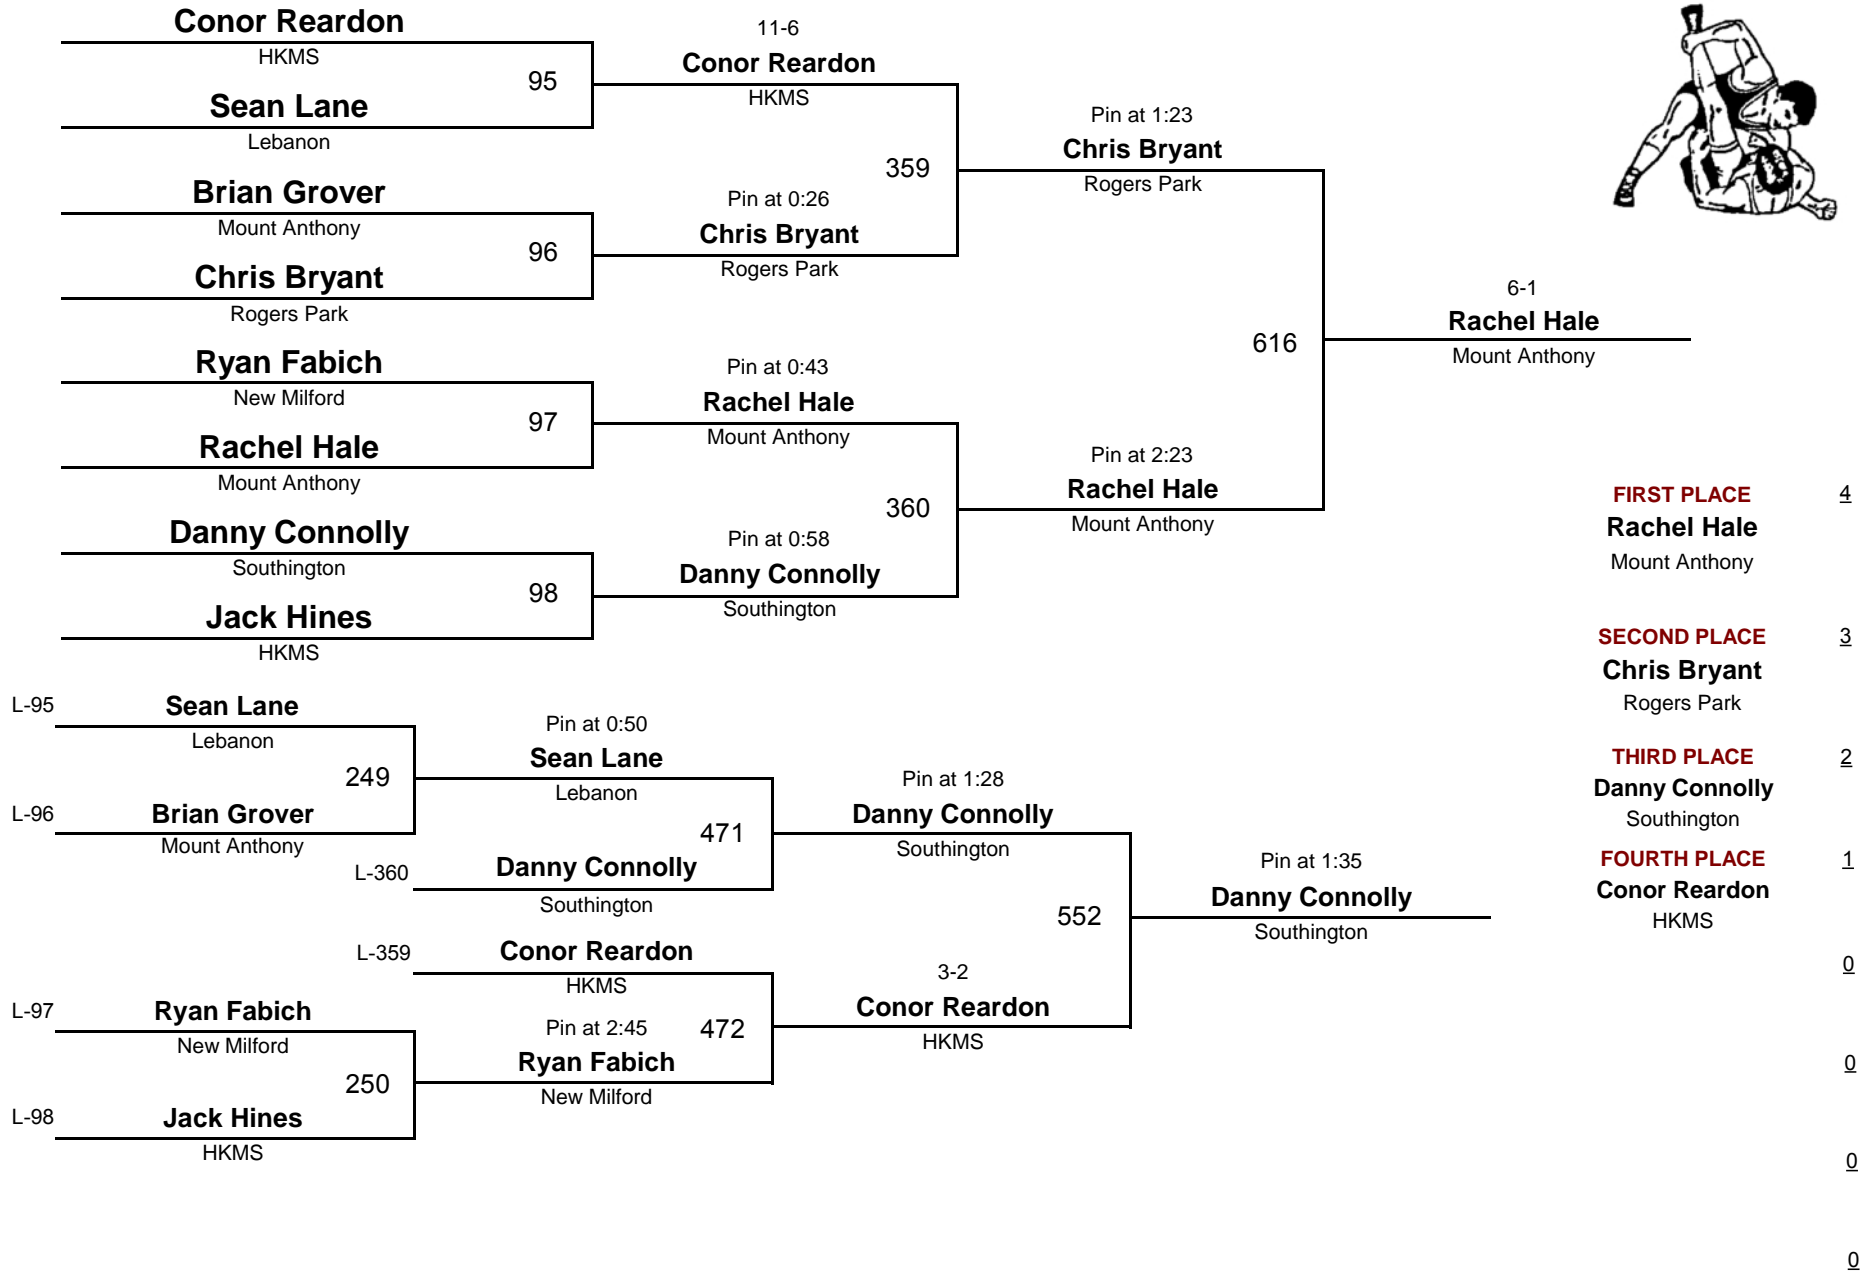 Conor Reardon
HKMS
95
Sean Lane
Lebanon
Brian Grover
Mount Anthony
96
Chris Bryant
Rogers Park
Ryan Fabich
New Milford
97
Rachel Hale
Mount Anthony
Danny Connolly
Southington
98
Jack Hines
HKMS
11-6
Conor Reardon
HKMS
359
Pin at 0:26
Chris Bryant
Rogers Park
Pin at 0:43
Rachel Hale
Mount Anthony
360
Pin at 0:58
Danny Connolly
Southington
Pin at 1:23
Chris Bryant
Rogers Park
616
Pin at 2:23
Rachel Hale
Mount Anthony
6-1
Rachel Hale
Mount Anthony
L-95
Sean Lane
Lebanon
249
L-96
Brian Grover
Mount Anthony
Pin at 0:50
Sean Lane
Lebanon
471
L-360
Danny Connolly
Southington
L-359
Conor Reardon
HKMS
472
L-97
Ryan Fabich
New Milford
250
L-98
Jack Hines
HKMS
Pin at 2:45
Ryan Fabich
New Milford
Pin at 1:28
Danny Connolly
Southington
552
3-2
Conor Reardon
HKMS
Pin at 1:35
Danny Connolly
Southington
FIRST PLACE 4
Rachel Hale
Mount Anthony
SECOND PLACE 3
Chris Bryant
Rogers Park
THIRD PLACE 2
Danny Connolly
Southington
FOURTH PLACE 1
Conor Reardon
HKMS
0
0
0
0